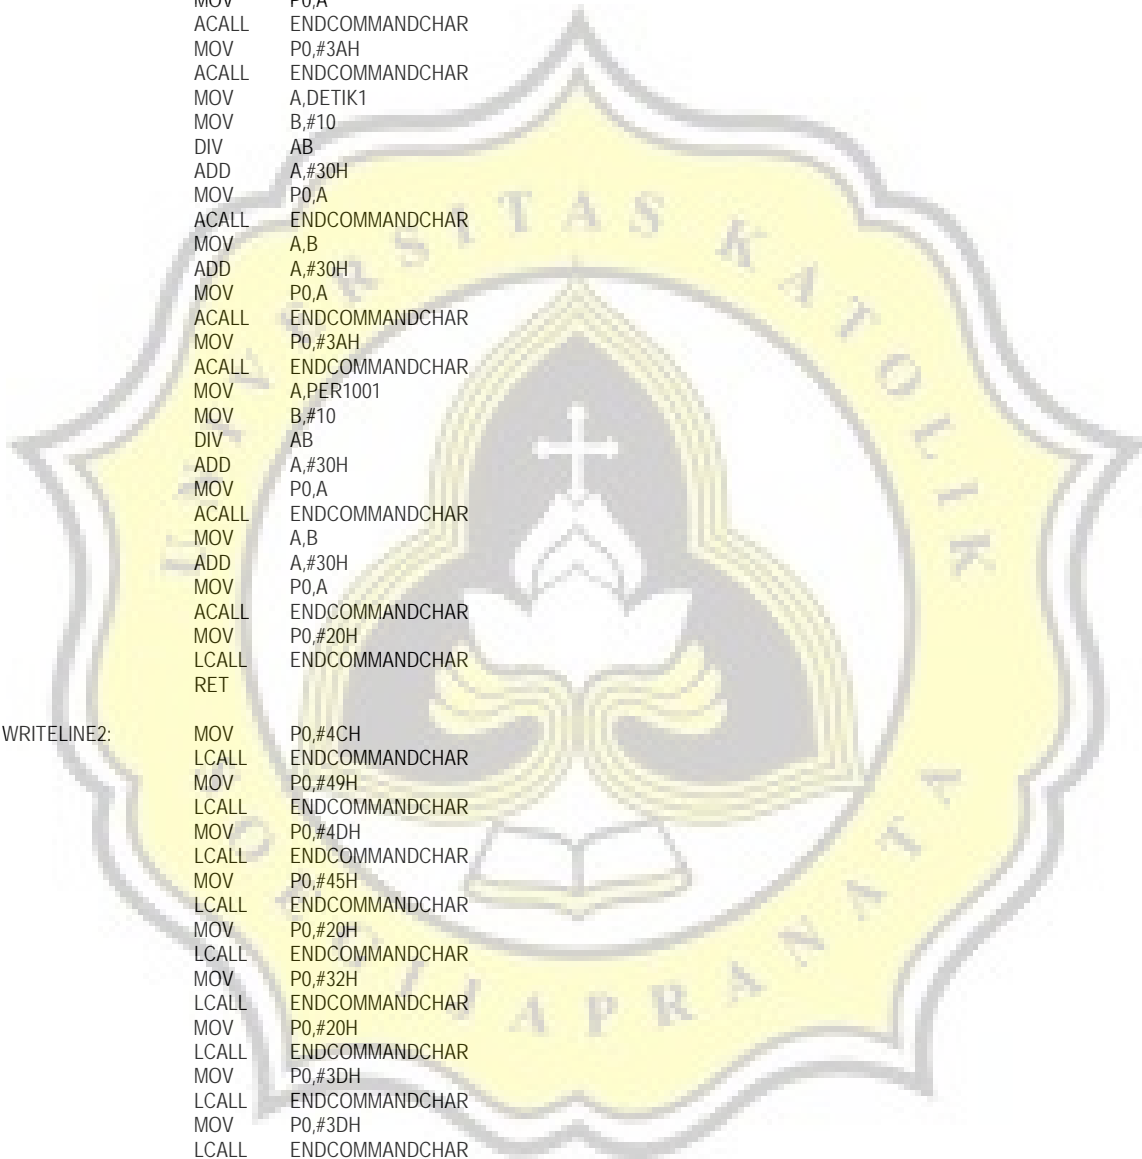 MOV P0,A
ACALL ENDCOMMANDCHAR
MOV P0,#3AH
ACALL ENDCOMMANDCHAR
MOV A,DETIK1
MOV B,#10
DIV AB
ADD A,#30H
MOV P0,A
ACALL ENDCOMMANDCHAR
MOV A,B
ADD A,#30H
MOV P0,A
ACALL ENDCOMMANDCHAR
MOV P0,#3AH
ACALL ENDCOMMANDCHAR
MOV A,PER1001
MOV B,#10
DIV AB
ADD A,#30H
MOV P0,A
ACALL ENDCOMMANDCHAR
MOV A,B
ADD A,#30H
MOV P0,A
ACALL ENDCOMMANDCHAR
MOV P0,#20H
LCALL ENDCOMMANDCHAR
RET
WRITELINE2: MOV P0,#4CH
LCALL ENDCOMMANDCHAR
MOV P0,#49H
LCALL ENDCOMMANDCHAR
MOV P0,#4DH
LCALL ENDCOMMANDCHAR
MOV P0,#45H
LCALL ENDCOMMANDCHAR
MOV P0,#20H
LCALL ENDCOMMANDCHAR
MOV P0,#32H
LCALL ENDCOMMANDCHAR
MOV P0,#20H
LCALL ENDCOMMANDCHAR
MOV P0,#3DH
LCALL ENDCOMMANDCHAR
MOV P0,#3DH
LCALL ENDCOMMANDCHAR
UNIVERSITAS KATOLIK
SOEGIJAPRANATA